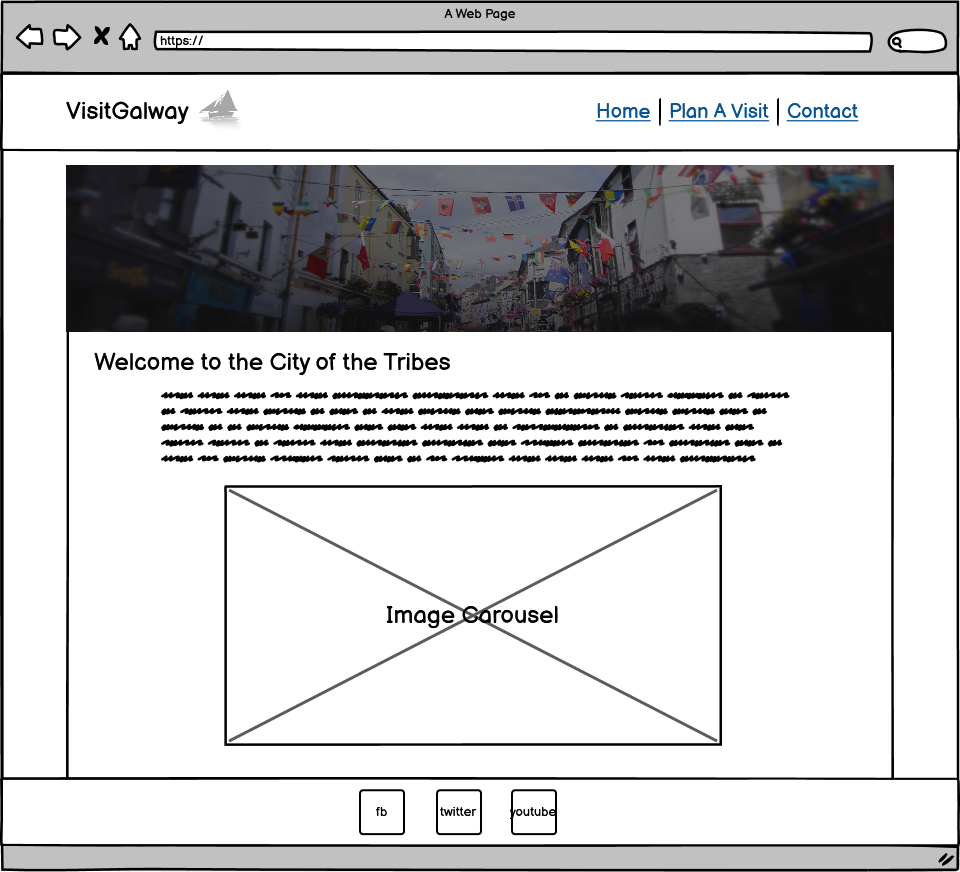 A Web Page
https://
VisitGalway
Home | Plan A Visit | Contact
Welcome to the City of the Tribes
Image Carousel
fb
twitter
youtube